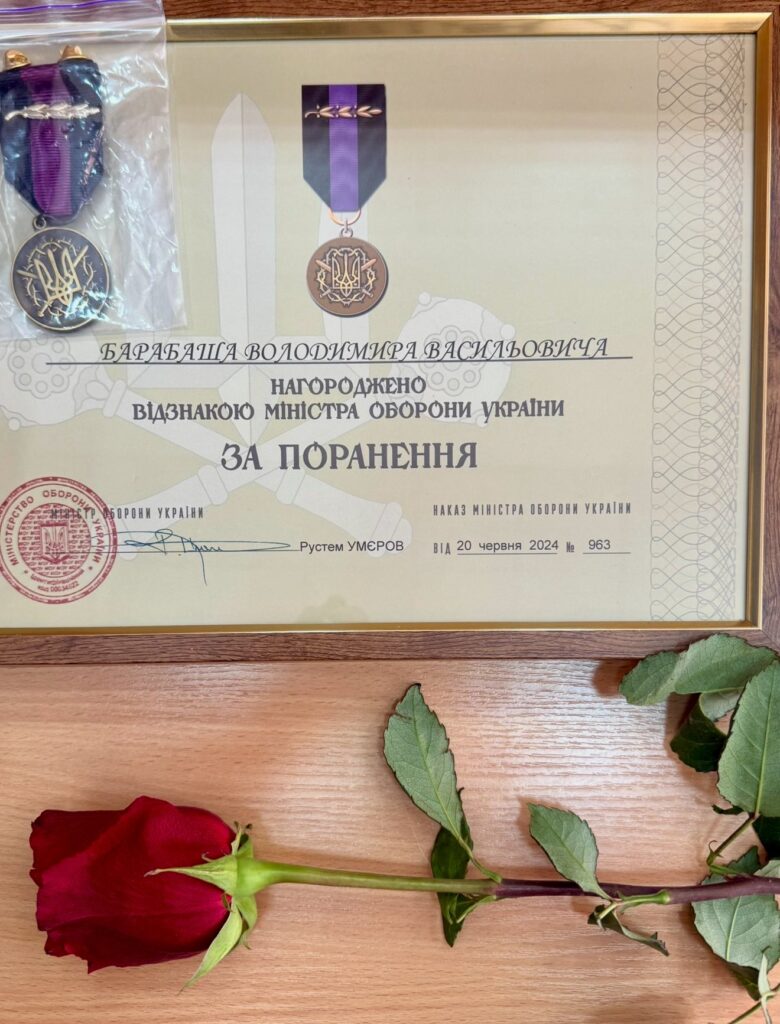 БАРАБАША ВОЛОДИМИРА ВАСИЛЬОВИЧА
НАГОРОДЖЕНО
ВІДЗНАКОЮ МІНІСТРА ОБОРОНИ УКРАЇНИ
ЗА ПОРАНЕННЯ
МІНІСТР ОБОРОНИ УКРАЇНИ
Рустем УМЄРОВ
НАКАЗ МІНІСТРА ОБОРОНИ УКРАЇНИ
ВІД 20 червня 2024 № 963
МІНІСТЕРСТВО ОБОРОНИ УКРАЇНИ